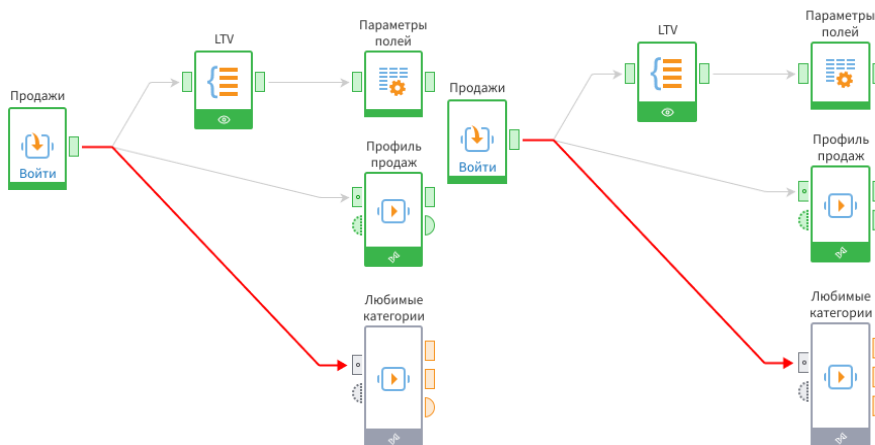 LTV
Параметры
полей
Продажи
Войти
Профиль
продаж
Любимые
категории
LTV
Параметры
полей
Продажи
Войти
Профиль
продаж
Любимые
категории